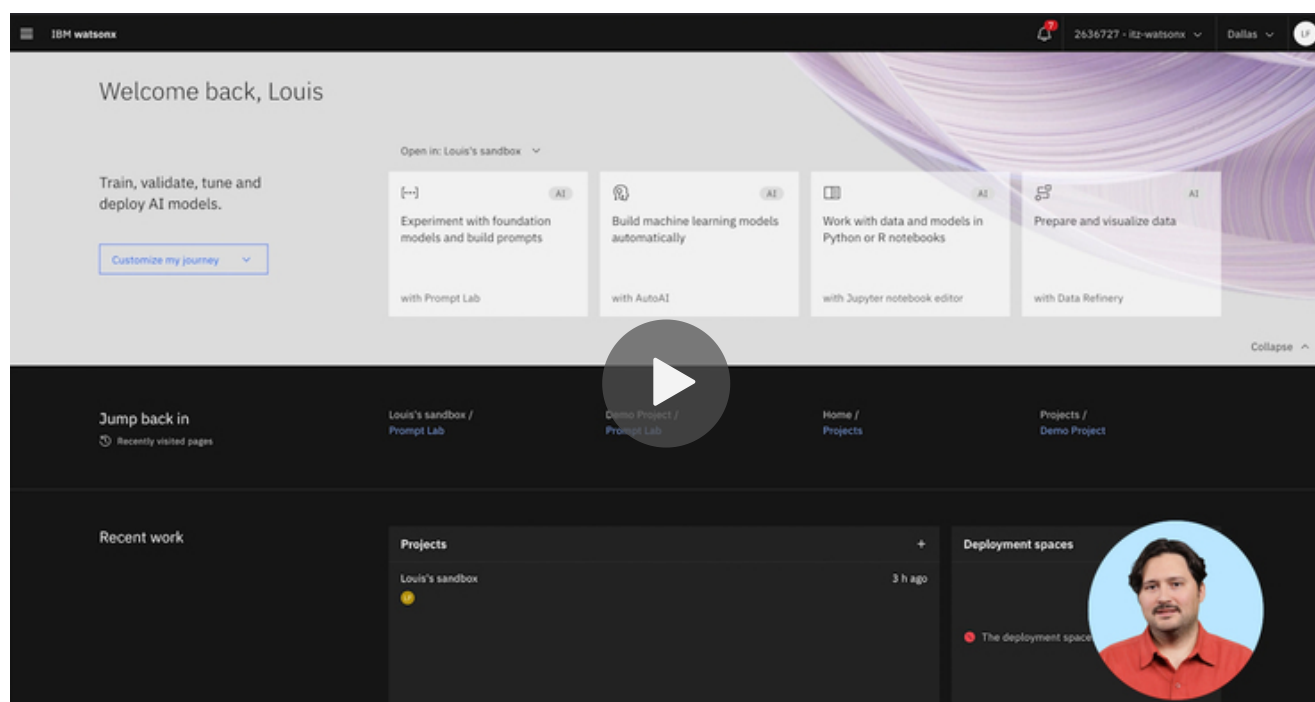 IBM watsonx
7
2636727 - itz-watsonx
Dallas
LF
Welcome back, Louis
Open in: Louis's sandbox
Train, validate, tune and
deploy AI models.
Customize my journey
[---]
AI
Experiment with foundation
models and build prompts
with Prompt Lab
AI
Build machine learning models
automatically
with AutoAI
AI
Work with data and models in
Python or R notebooks
with Jupyter notebook editor
AI
Prepare and visualize data
with Data Refinery
Collapse
Jump back in
Recently visited pages
Louis's sandbox /
Prompt Lab
Demo Project /
Prompt Lab
Home /
Projects
Projects /
Demo Project
Recent work
Projects
+
Louis's sandbox
3 h ago
LF
Deployment spaces
The deployment space